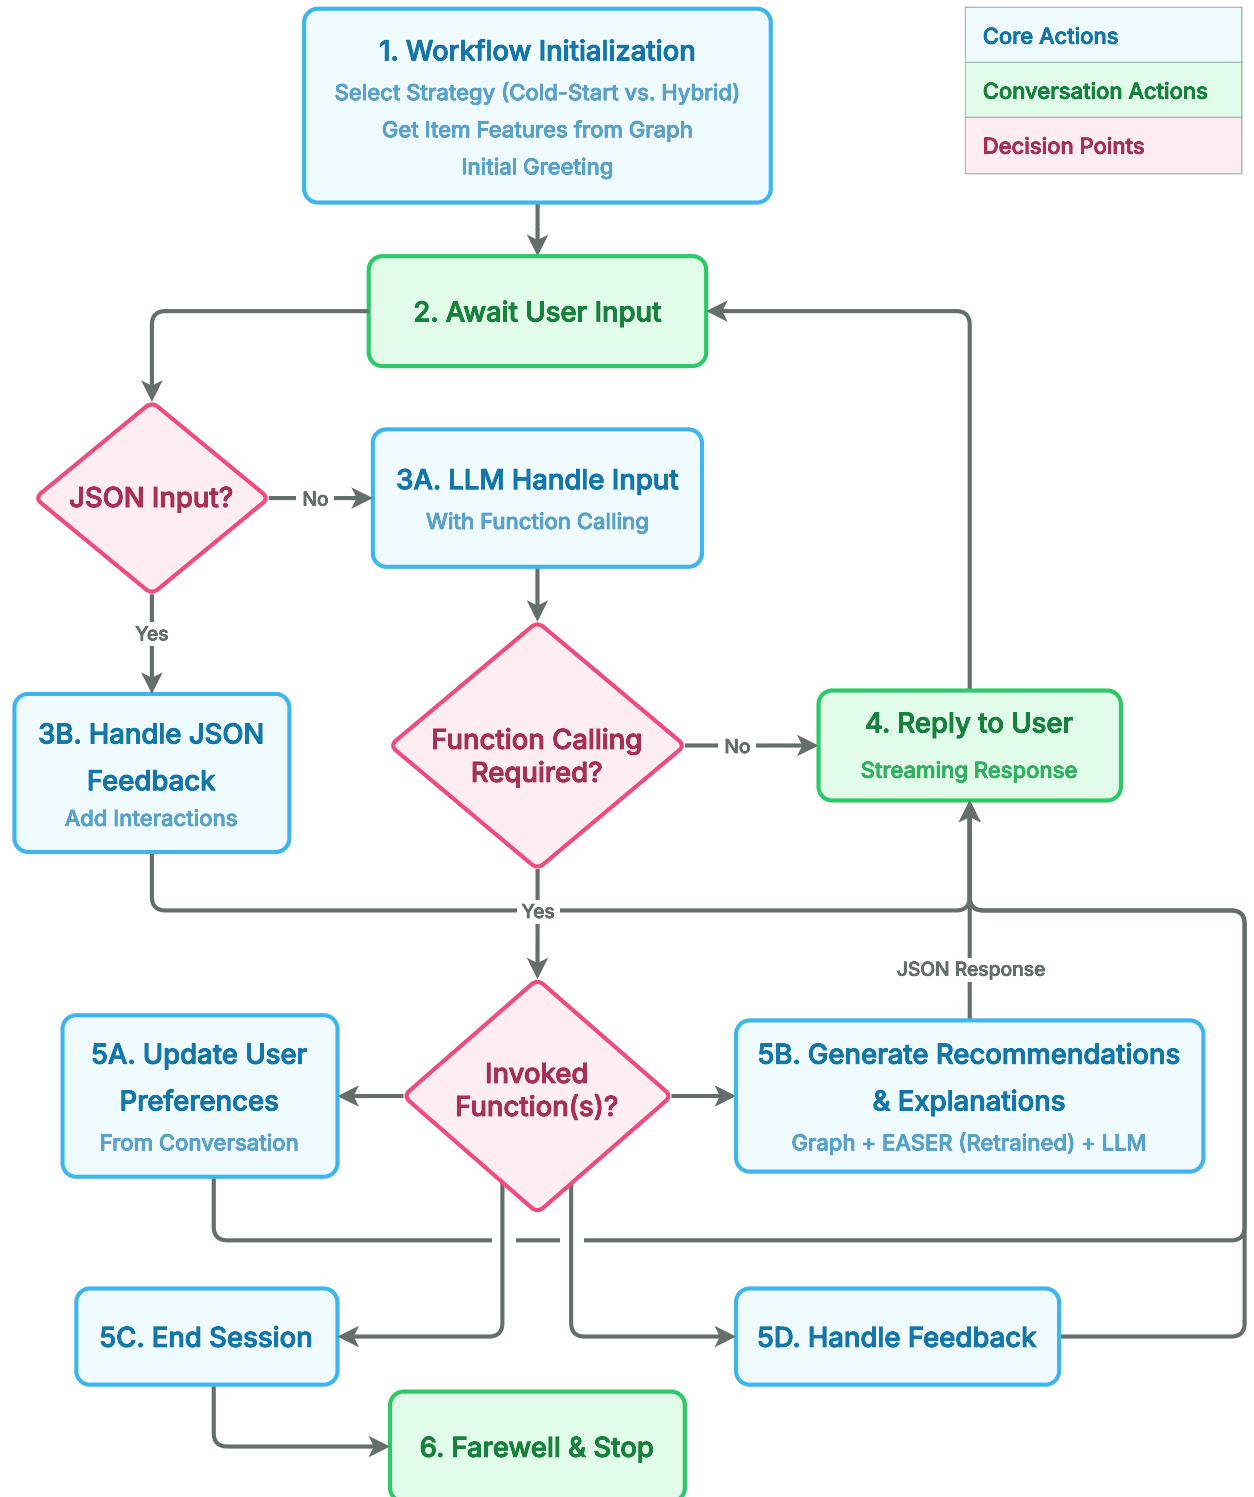 1. Workflow Initialization
Select Strategy (Cold-Start vs. Hybrid)
Get Item Features from Graph
Initial Greeting
Core Actions
Conversation Actions
Decision Points
2. Await User Input
JSON Input?
No
3A. LLM Handle Input
With Function Calling
Yes
3B. Handle JSON
Feedback
Add Interactions
Function Calling
Required?
No
4. Reply to User
Streaming Response
Yes
JSON Response
5A. Update User
Preferences
From Conversation
Invoked
Function(s)?
5B. Generate Recommendations
& Explanations
Graph + EASER (Retrained) + LLM
5C. End Session
5D. Handle Feedback
6. Farewell & Stop